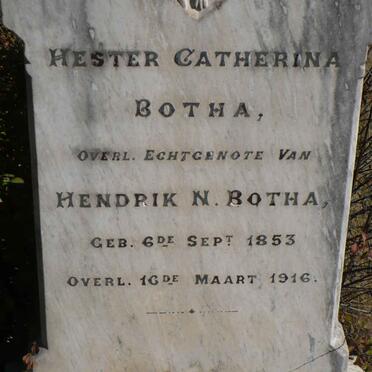 HESTER CATHERINA
BOTHA,
OVERL. ECHTGENOTE VAN
HENDRIK N. BOTHA,
GEB. 6DE SEPT 1853
OVERL. 16DE MAART 1916.